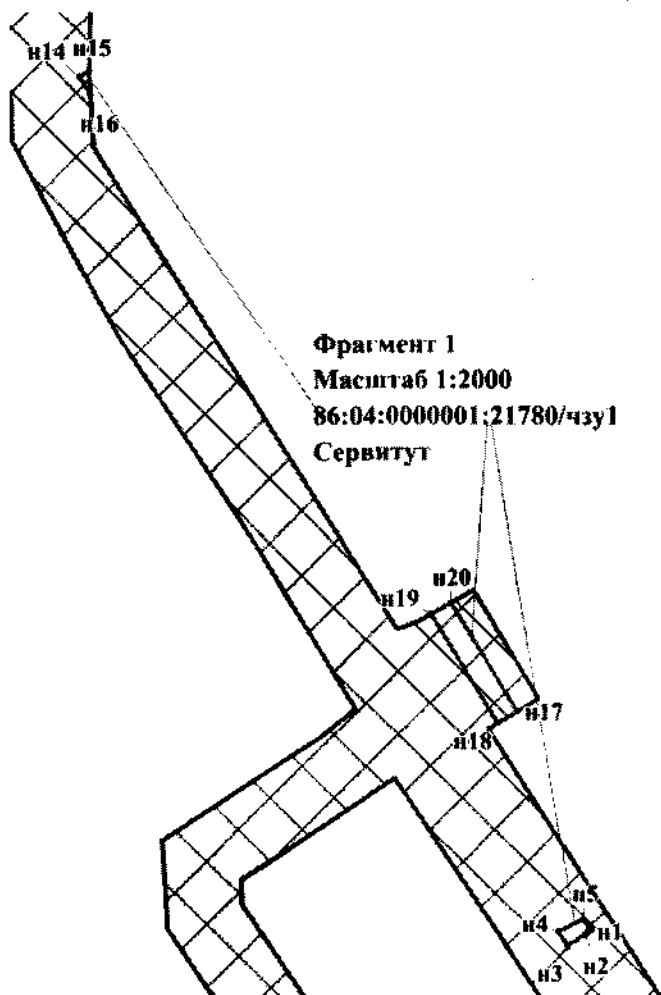 н14 н15
н16
Фрагмент 1
Масштаб 1:2000
86:04:0000001:21780/чзу1
Сервитут
н20
н19
н17
н18
н5
н4
н1
н2
н3